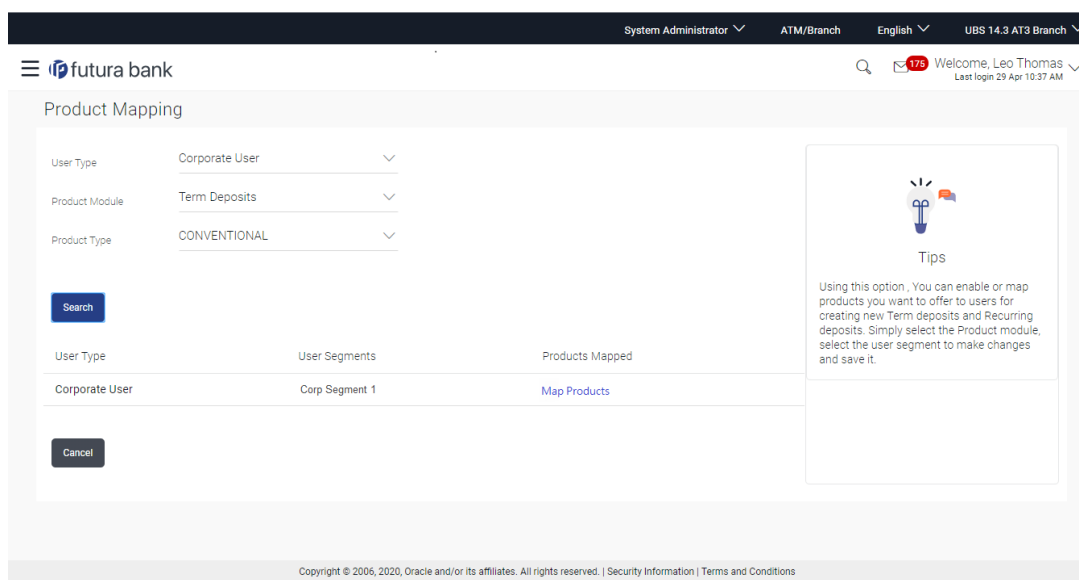 System Administrator ATM/Branch English UBS 14.3 AT3 Branch
futura bank 175 Welcome, Leo Thomas
Last login 29 Apr 10:37 AM
Product Mapping
User Type Corporate User
Product Module Term Deposits
Product Type CONVENTIONAL
Search
User Type User Segments Products Mapped
Corporate User Corp Segment 1 Map Products
Cancel
Tips
Using this option , You can enable or map
products you want to offer to users for
creating new Term deposits and Recurring
deposits. Simply select the Product module,
select the user segment to make changes
and save it.
Copyright © 2006, 2020, Oracle and/or its affiliates. All rights reserved. | Security Information | Terms and Conditions